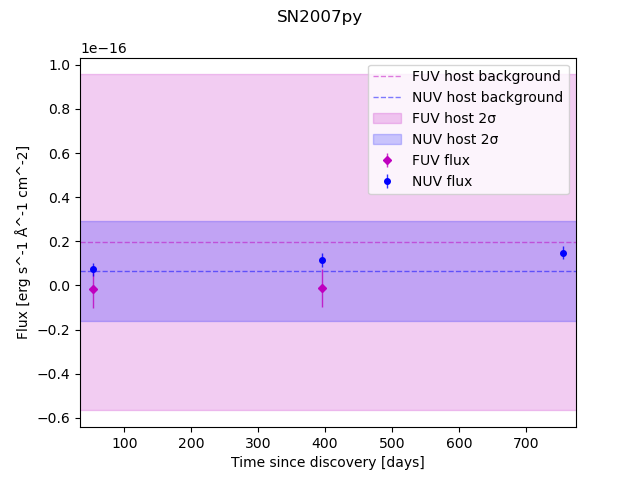 SN2007py
1e−16
1.0
0.8
0.6
0.4
0.2
0.0
−0.2
−0.4
−0.6
Flux [erg s^-1 Å^-1 cm^-2]
FUV host background
NUV host background
FUV host 2σ
NUV host 2σ
FUV flux
NUV flux
100 200 300 400 500 600 700
Time since discovery [days]